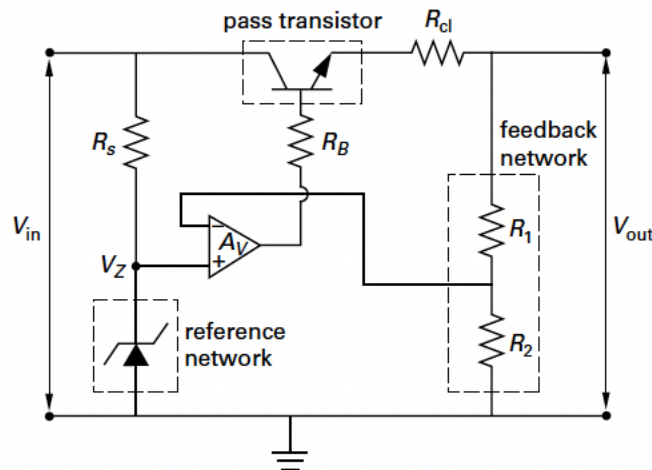 pass transistor
R_cl
R_s
R_B
feedback
network
−
A_V
+
V_in
R_1
V_out
V_Z
reference
network
R_2